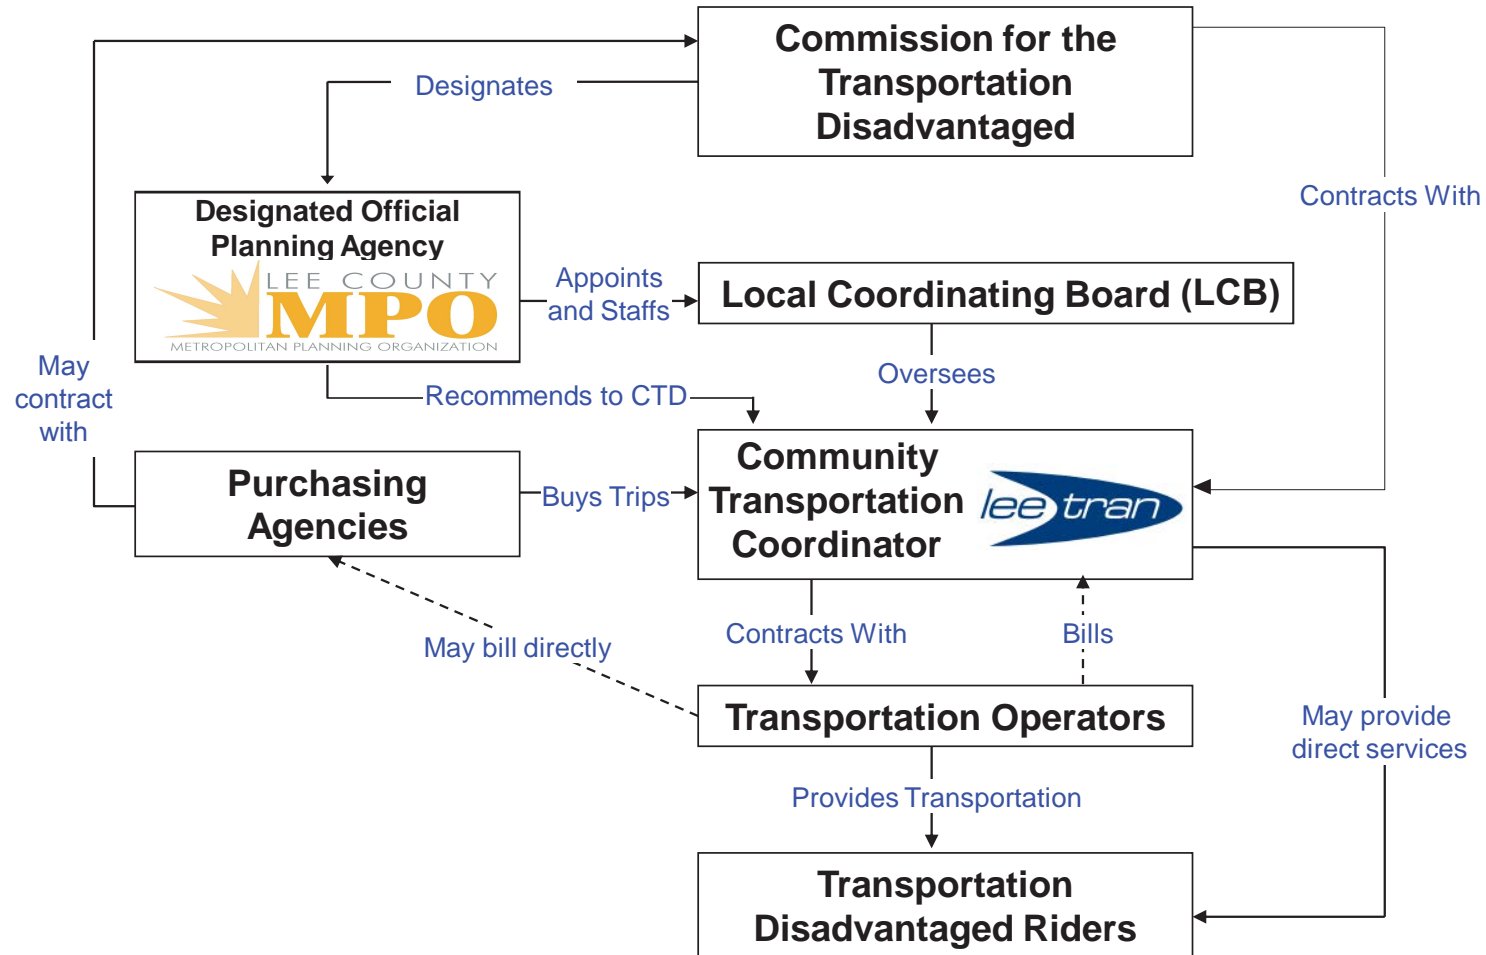 Commission for the
Transportation
Disadvantaged
Designates
Contracts With
Designated Official
Planning Agency
LEE COUNTY
MPO
METROPOLITAN PLANNING ORGANIZATION
Appoints
and Staffs
Local Coordinating Board (LCB)
May
contract
with
Oversees
Recommends to CTD
Purchasing
Agencies
Buys Trips
Community
Transportation
Coordinator
lee tran
May bill directly
Contracts With
Bills
Transportation Operators
May provide
direct services
Provides Transportation
Transportation
Disadvantaged Riders